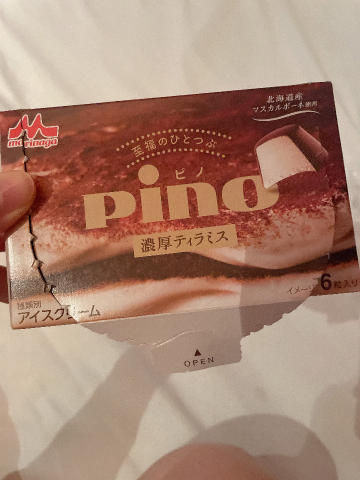 morinaga
北海道産
マスカルポーネ使用
至福のひとつぶ
ピノ
pino
濃厚ティラミス
種類別
アイスクリーム
イメージ
6粒入り
OPEN